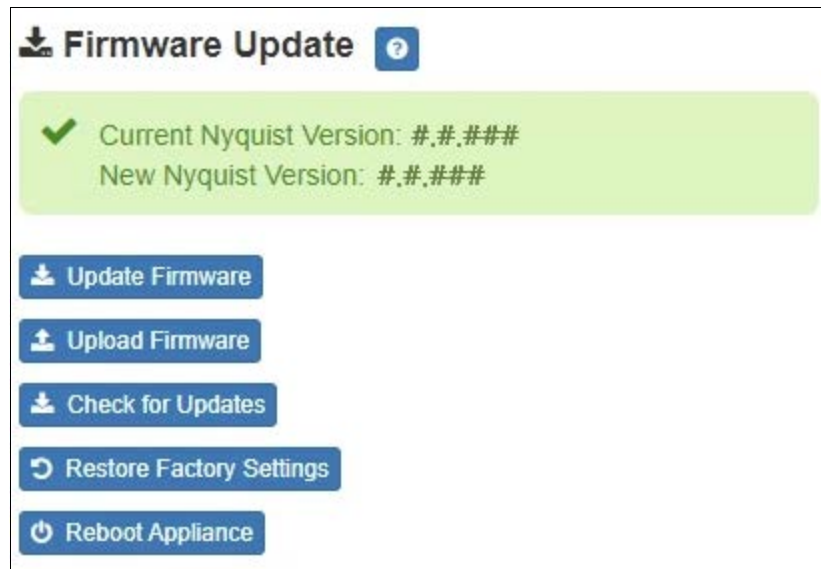 Firmware Update
Current Nyquist Version: #.#.###
New Nyquist Version: #.#.###
Update Firmware
Upload Firmware
Check for Updates
Restore Factory Settings
Reboot Appliance